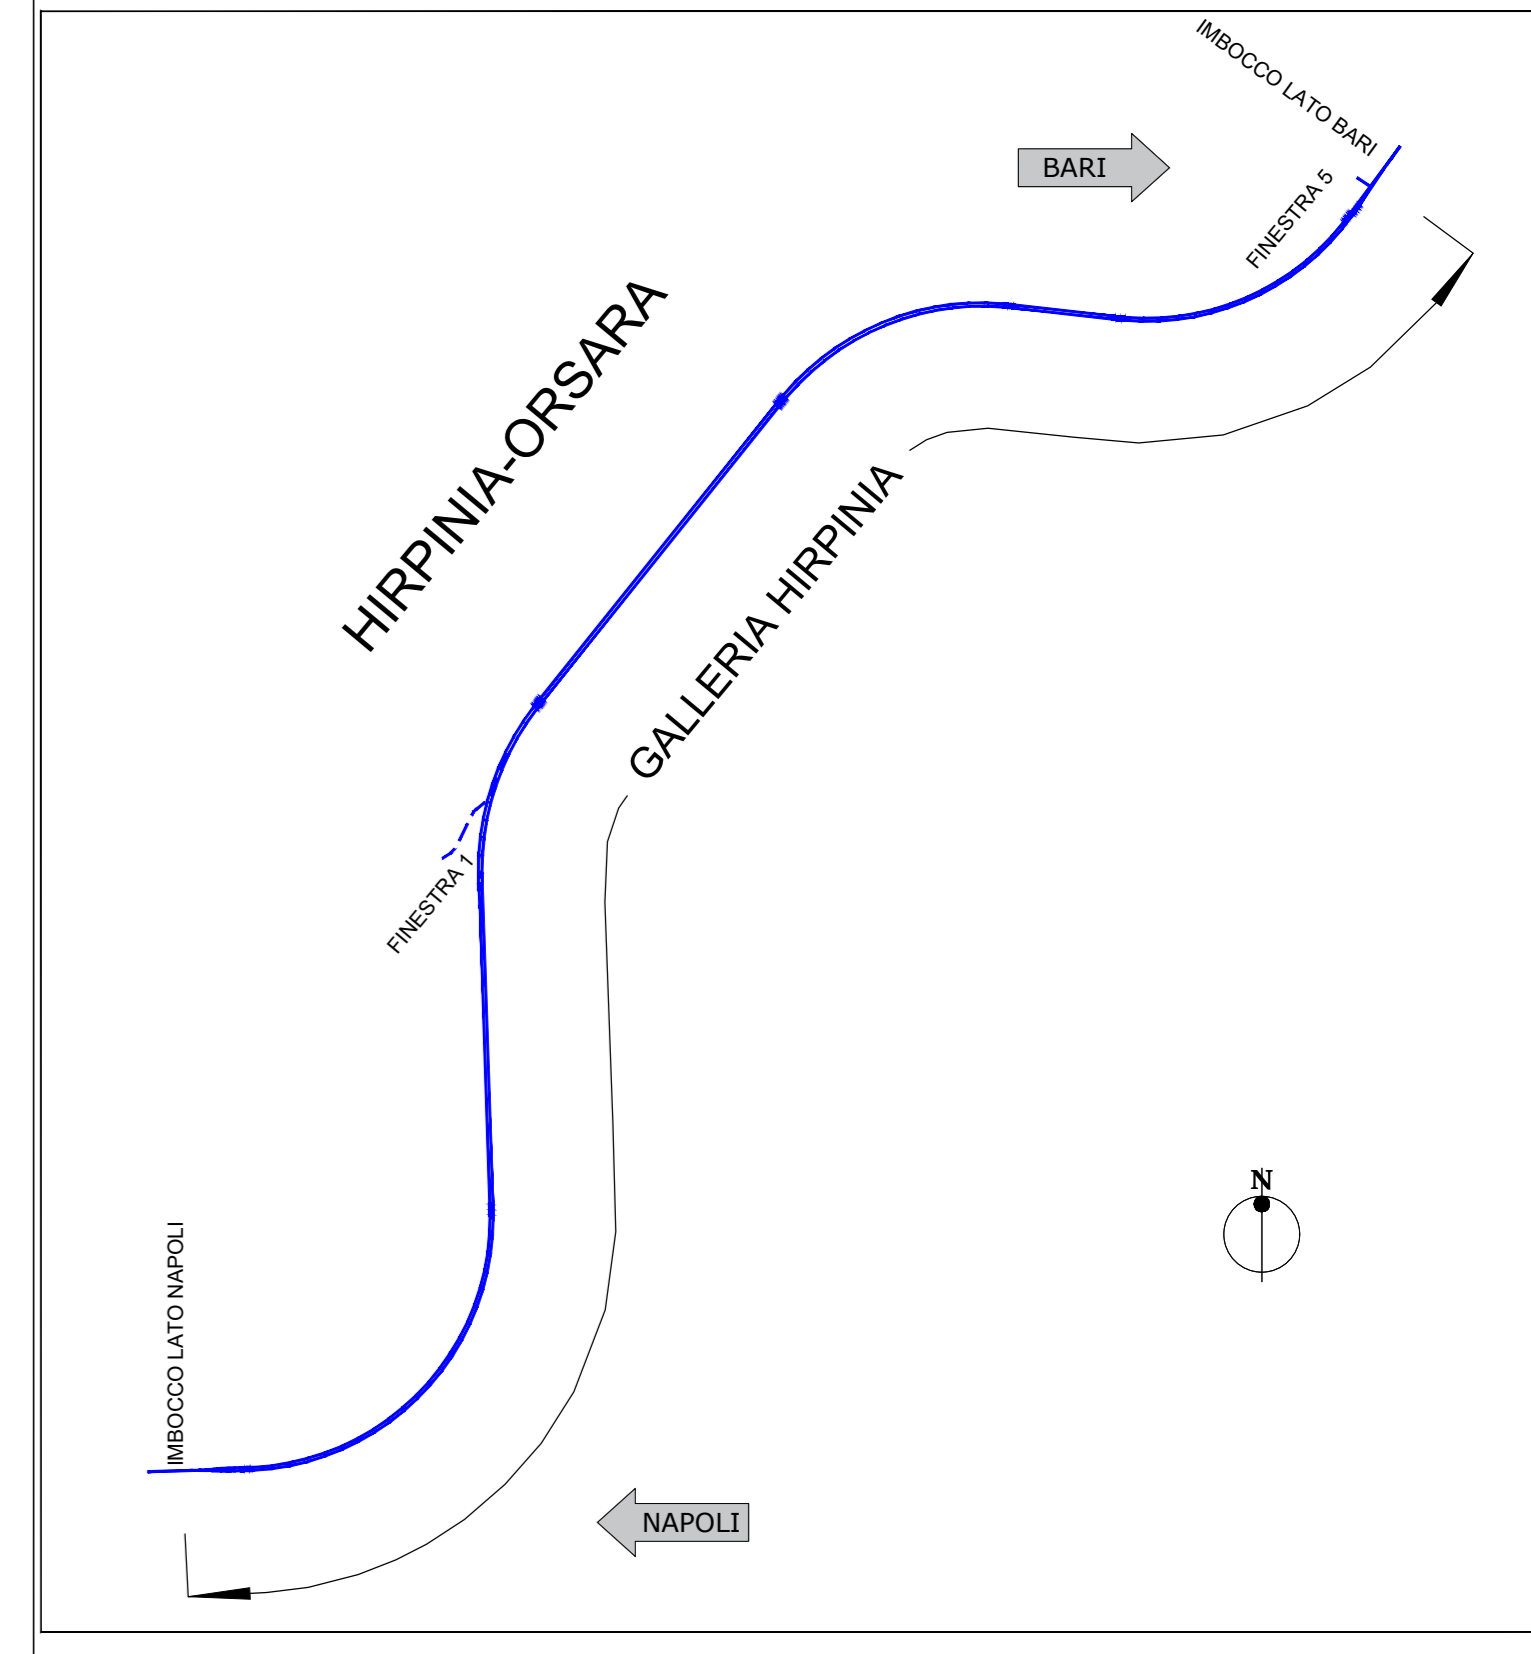 IMBOCCO LATO BARI
BARI
FINESTRA 5
HIRPINIA-ORSARA
GALLERIA HIRPINIA
FINESTRA 1
N
IMBOCCO LATO NAPOLI
NAPOLI